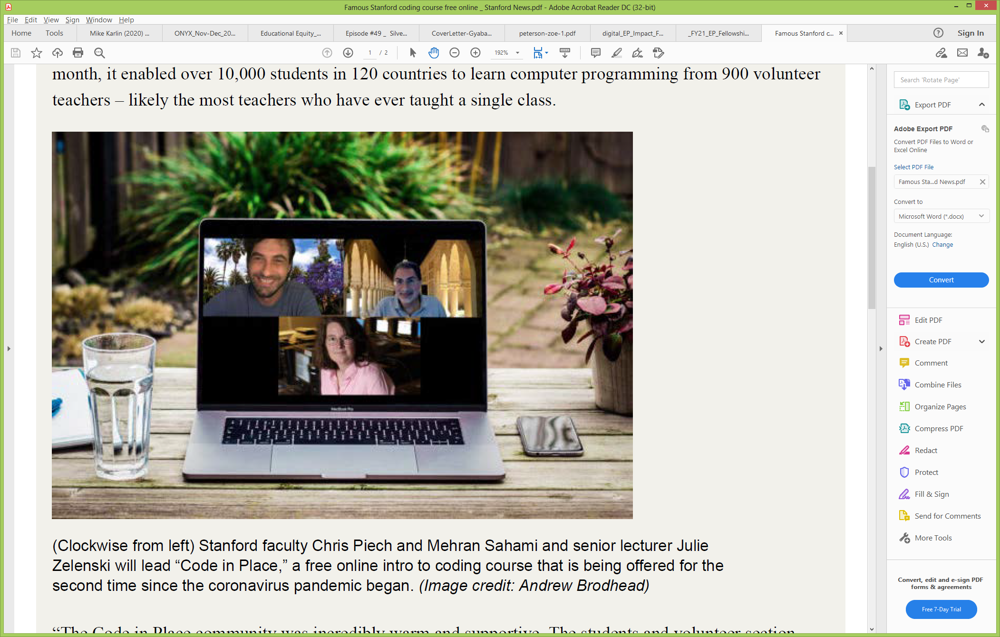 Famous Stanford coding course free online _ Stanford News.pdf - Adobe Acrobat Reader DC (32-bit)
File Edit View Sign Window Help
Home Tools Mike Karlin (2020) ... ONYX_Nov-Dec_20... Educational Equity_... Episode #49 _ Silve... CoverLetter-Gyaba... peterson-zoe-1.pdf digital_EP_Impact_F... _FY21_EP_Fellowshi... Famous Stanford c... × ? Sign In
1 / 2 192%
month, it enabled over 10,000 students in 120 countries to learn computer programming from 900 volunteer
teachers – likely the most teachers who have ever taught a single class.
MacBook Pro
(Clockwise from left) Stanford faculty Chris Piech and Mehran Sahami and senior lecturer Julie
Zelenski will lead “Code in Place,” a free online intro to coding course that is being offered for the
second time since the coronavirus pandemic began. (Image credit: Andrew Brodhead)
“The Code in Place community was incredibly warm and supportive. The students and volunteer section
Search 'Rotate Page'
Export PDF
Adobe Export PDF
Convert PDF Files to Word or
Excel Online
Select PDF File
Famous Sta...d News.pdf
Convert to
Microsoft Word (*.docx)
Document Language:
English (U.S.) Change
Convert
Edit PDF
Create PDF
Comment
Combine Files
Organize Pages
Compress PDF
Redact
Protect
Fill & Sign
Send for Comments
More Tools
Convert, edit and e-sign PDF
forms & agreements
Free 7-Day Trial